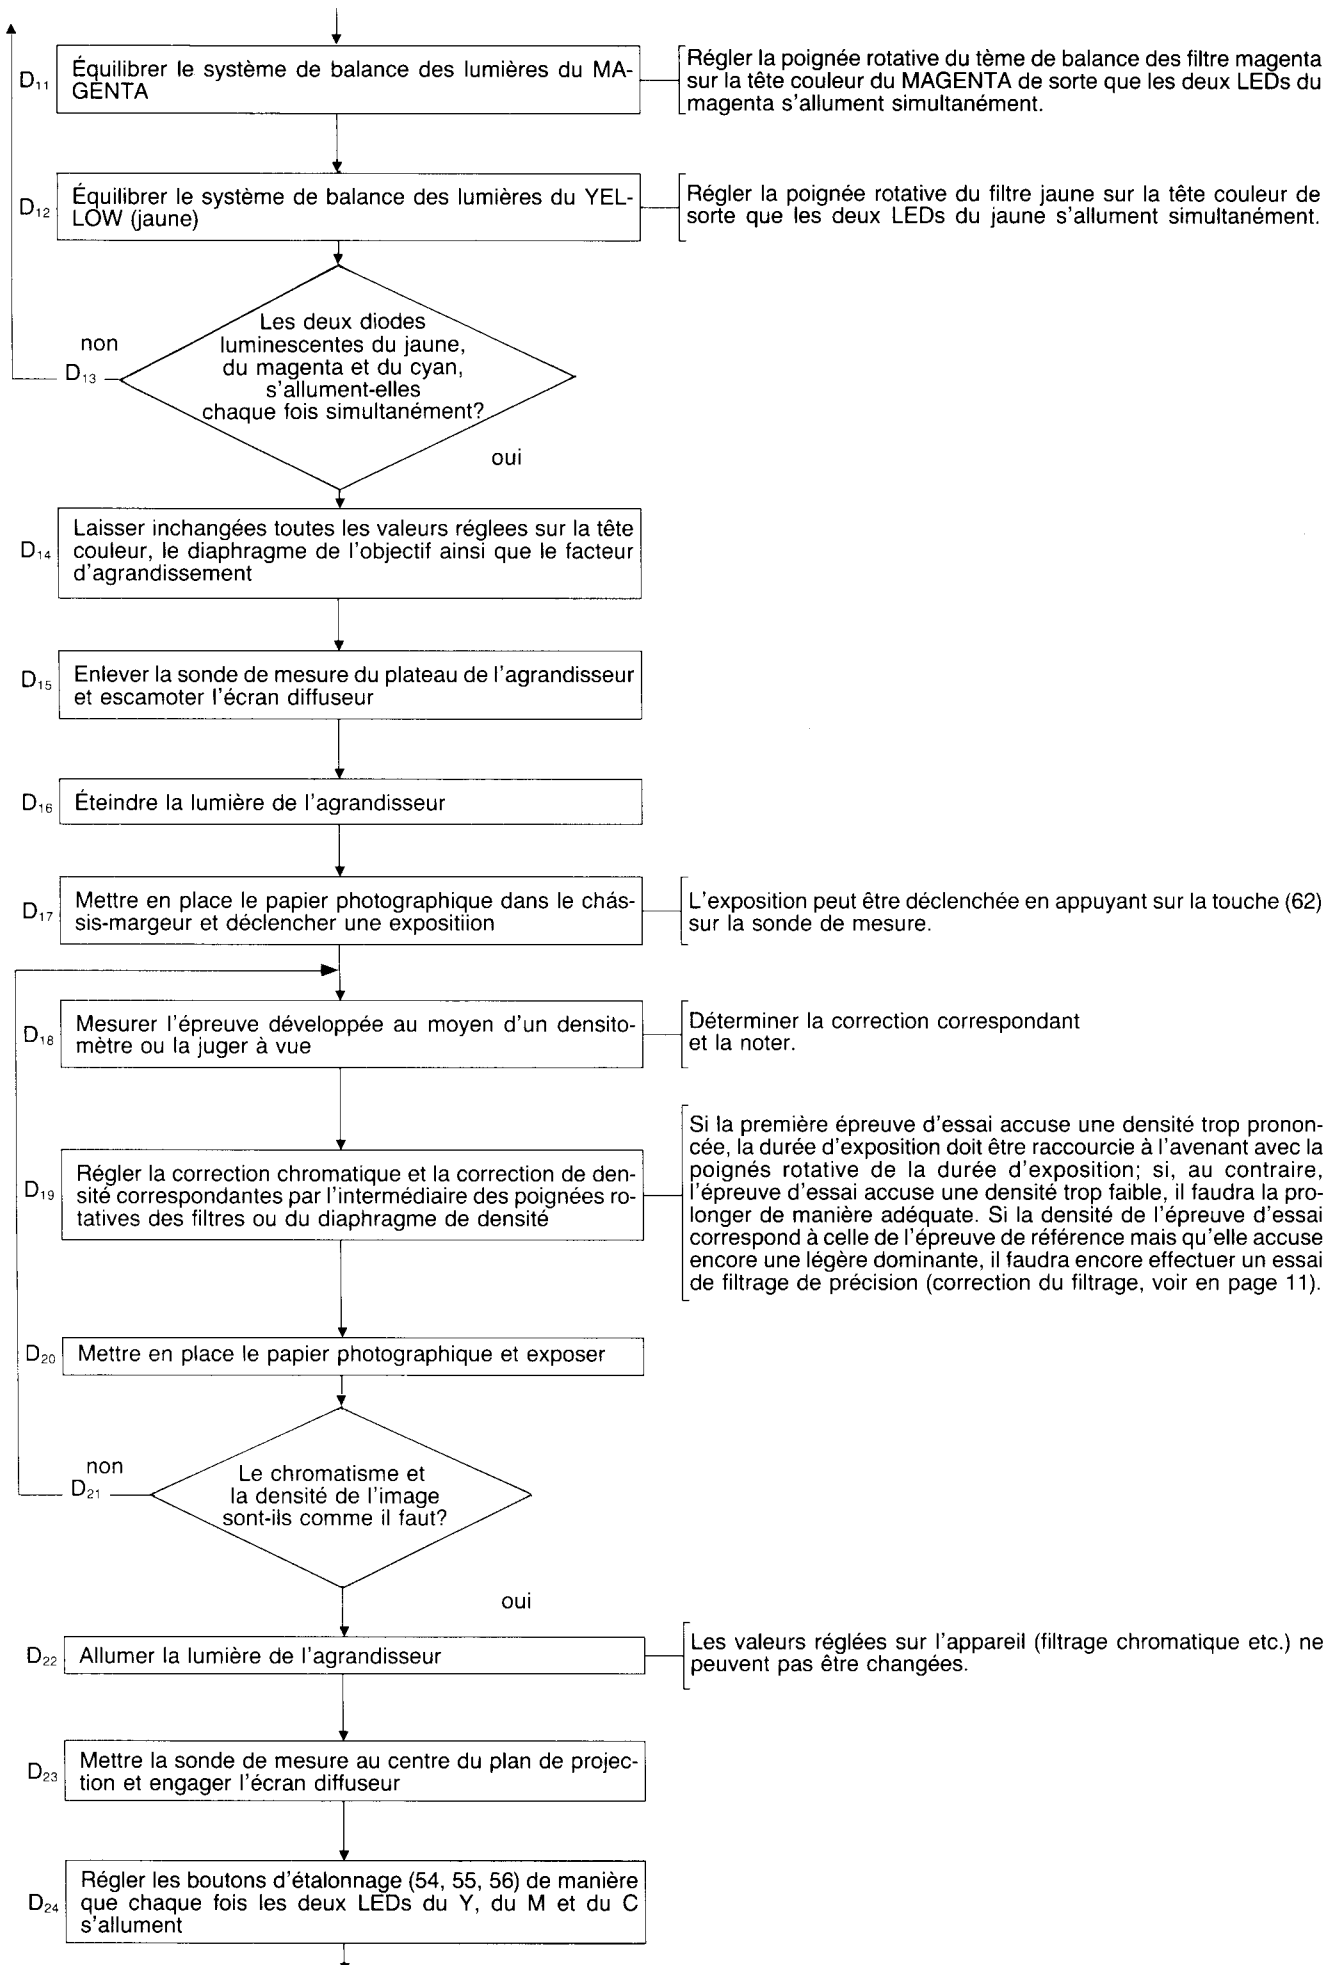 D11 Équilibrer le système de balance des lumières du MA-
GENTA
Régler la poignée rotative du tème de balance des filtre magenta
sur la tête couleur du MAGENTA de sorte que les deux LEDs du
magenta s'allument simultanément.
D12 Équilibrer le système de balance des lumières du YEL-
LOW (jaune)
Régler la poignée rotative du filtre jaune sur la tête couleur de
sorte que les deux LEDs du jaune s'allument simultanément.
Les deux diodes
luminescentes du jaune,
du magenta et du cyan,
s'allument-elles
chaque fois simultanément?
non
D13
oui
D14 Laisser inchangées toutes les valeurs réglees sur la tête
couleur, le diaphragme de l'objectif ainsi que le facteur
d'agrandissement
D15 Enlever la sonde de mesure du plateau de l'agrandisseur
et escamoter l'écran diffuseur
D16 Éteindre la lumière de l'agrandisseur
D17 Mettre en place le papier photographique dans le chás-
sis-margeur et déclencher une expositiion
L'exposition peut être déclenchée en appuyant sur la touche (62)
sur la sonde de mesure.
D18 Mesurer l'épreuve développée au moyen d'un densito-
mètre ou la juger à vue
Déterminer la correction correspondant
et la noter.
D19 Régler la correction chromatique et la correction de den-
sité correspondantes par l'intermédiaire des poignées ro-
tatives des filtres ou du diaphragme de densité
Si la première épreuve d'essai accuse une densité trop pronon-
cée, la durée d'exposition doit être raccourcie à l'avenant avec la
poignés rotative de la durée d'exposition; si, au contraire,
l'épreuve d'essai accuse une densité trop faible, il faudra la pro-
longer de manière adéquate. Si la densité de l'épreuve d'essai
correspond à celle de l'épreuve de référence mais qu'elle accuse
encore une légère dominante, il faudra encore effectuer un essai
de filtrage de précision (correction du filtrage, voir en page 11).
D20 Mettre en place le papier photographique et exposer
non
D21
Le chromatisme et
la densité de l'image
sont-ils comme il faut?
oui
D22 Allumer la lumière de l'agrandisseur
Les valeurs réglées sur l'appareil (filtrage chromatique etc.) ne
peuvent pas être changées.
D23 Mettre la sonde de mesure au centre du plan de projec-
tion et engager l'écran diffuseur
D24 Régler les boutons d'étalonnage (54, 55, 56) de manière
que chaque fois les deux LEDs du Y, du M et du C
s'allument